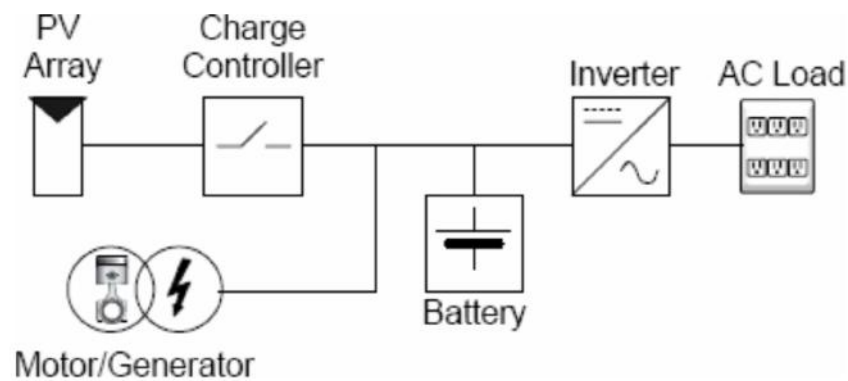 PV
Array
Charge
Controller
Inverter
AC Load
Battery
Motor/Generator